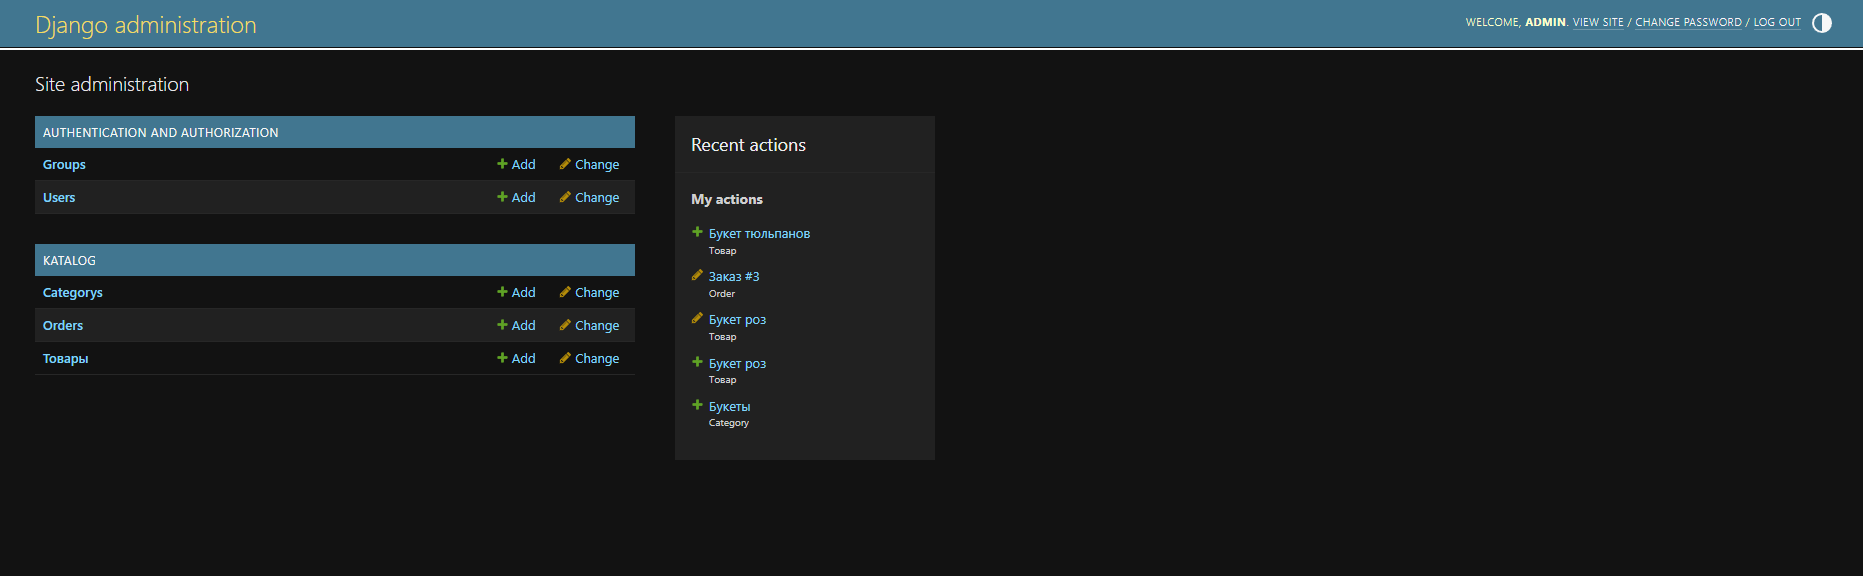 Django administration
WELCOME, ADMIN. VIEW SITE / CHANGE PASSWORD / LOG OUT
Site administration
AUTHENTICATION AND AUTHORIZATION
Groups Add Change
Users Add Change
KATALOG
Categorys Add Change
Orders Add Change
Товары Add Change
Recent actions
My actions
Букет тюльпанов
Товар
Заказ #3
Order
Букет роз
Товар
Букет роз
Товар
Букеты
Category